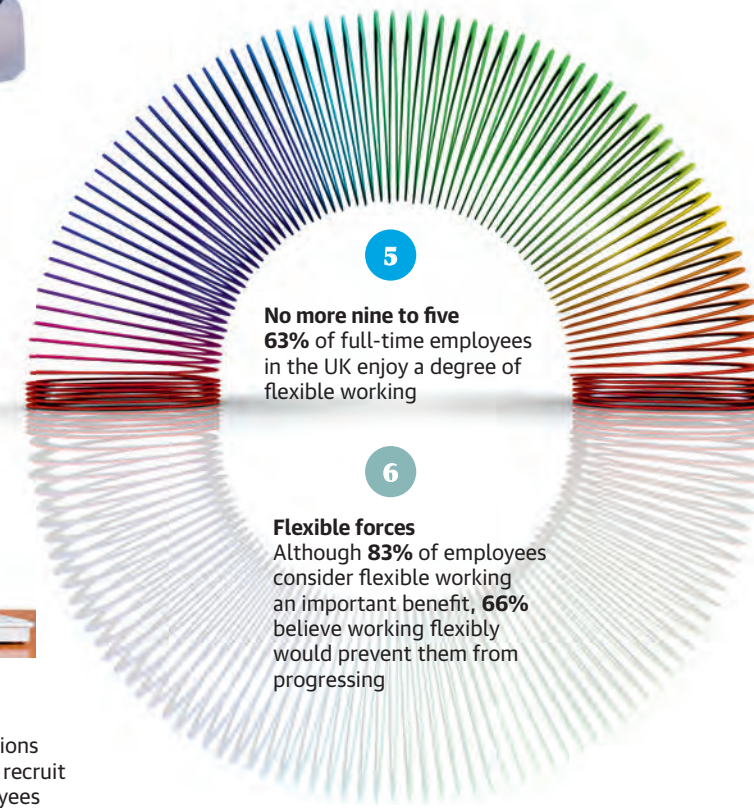 5
No more nine to five
63% of full-time employees
in the UK enjoy a degree of
flexible working
6
Flexible forces
Although 83% of employees
consider flexible working
an important benefit, 66%
believe working flexibly
would prevent them from
progressing
recruit